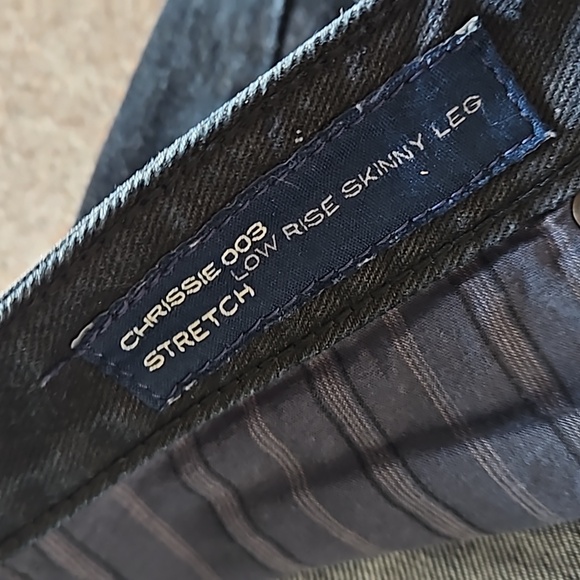 CHRISSIE 003
LOW RISE SKINNY LEG
STRETCH